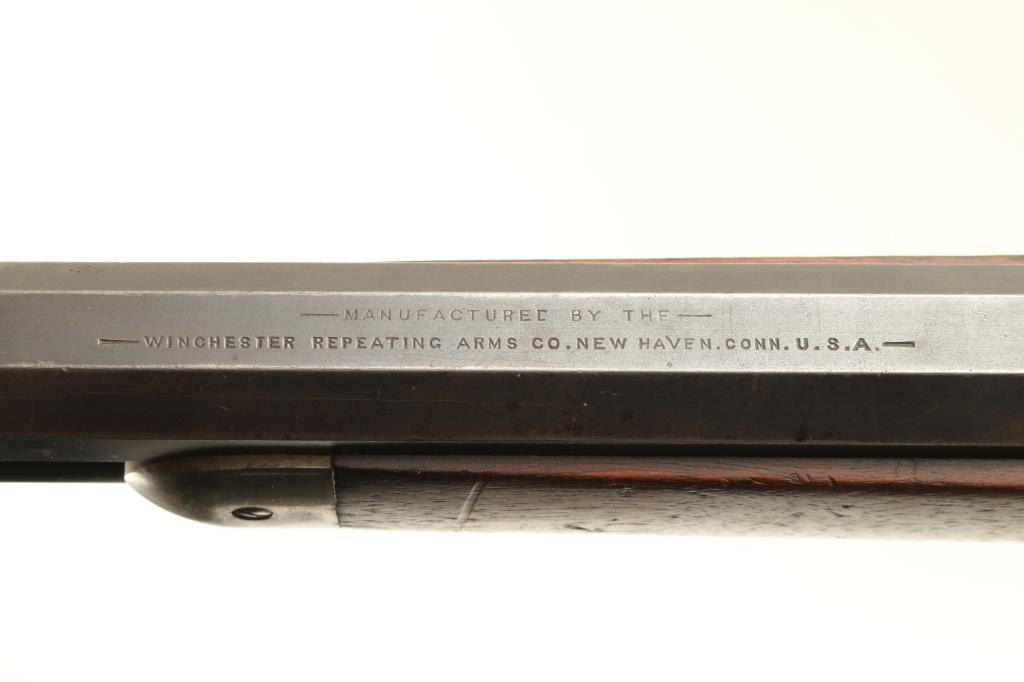 —MANUFACTURED BY THE—
—WINCHESTER REPEATING ARMS CO. NEW HAVEN. CONN. U.S.A.—